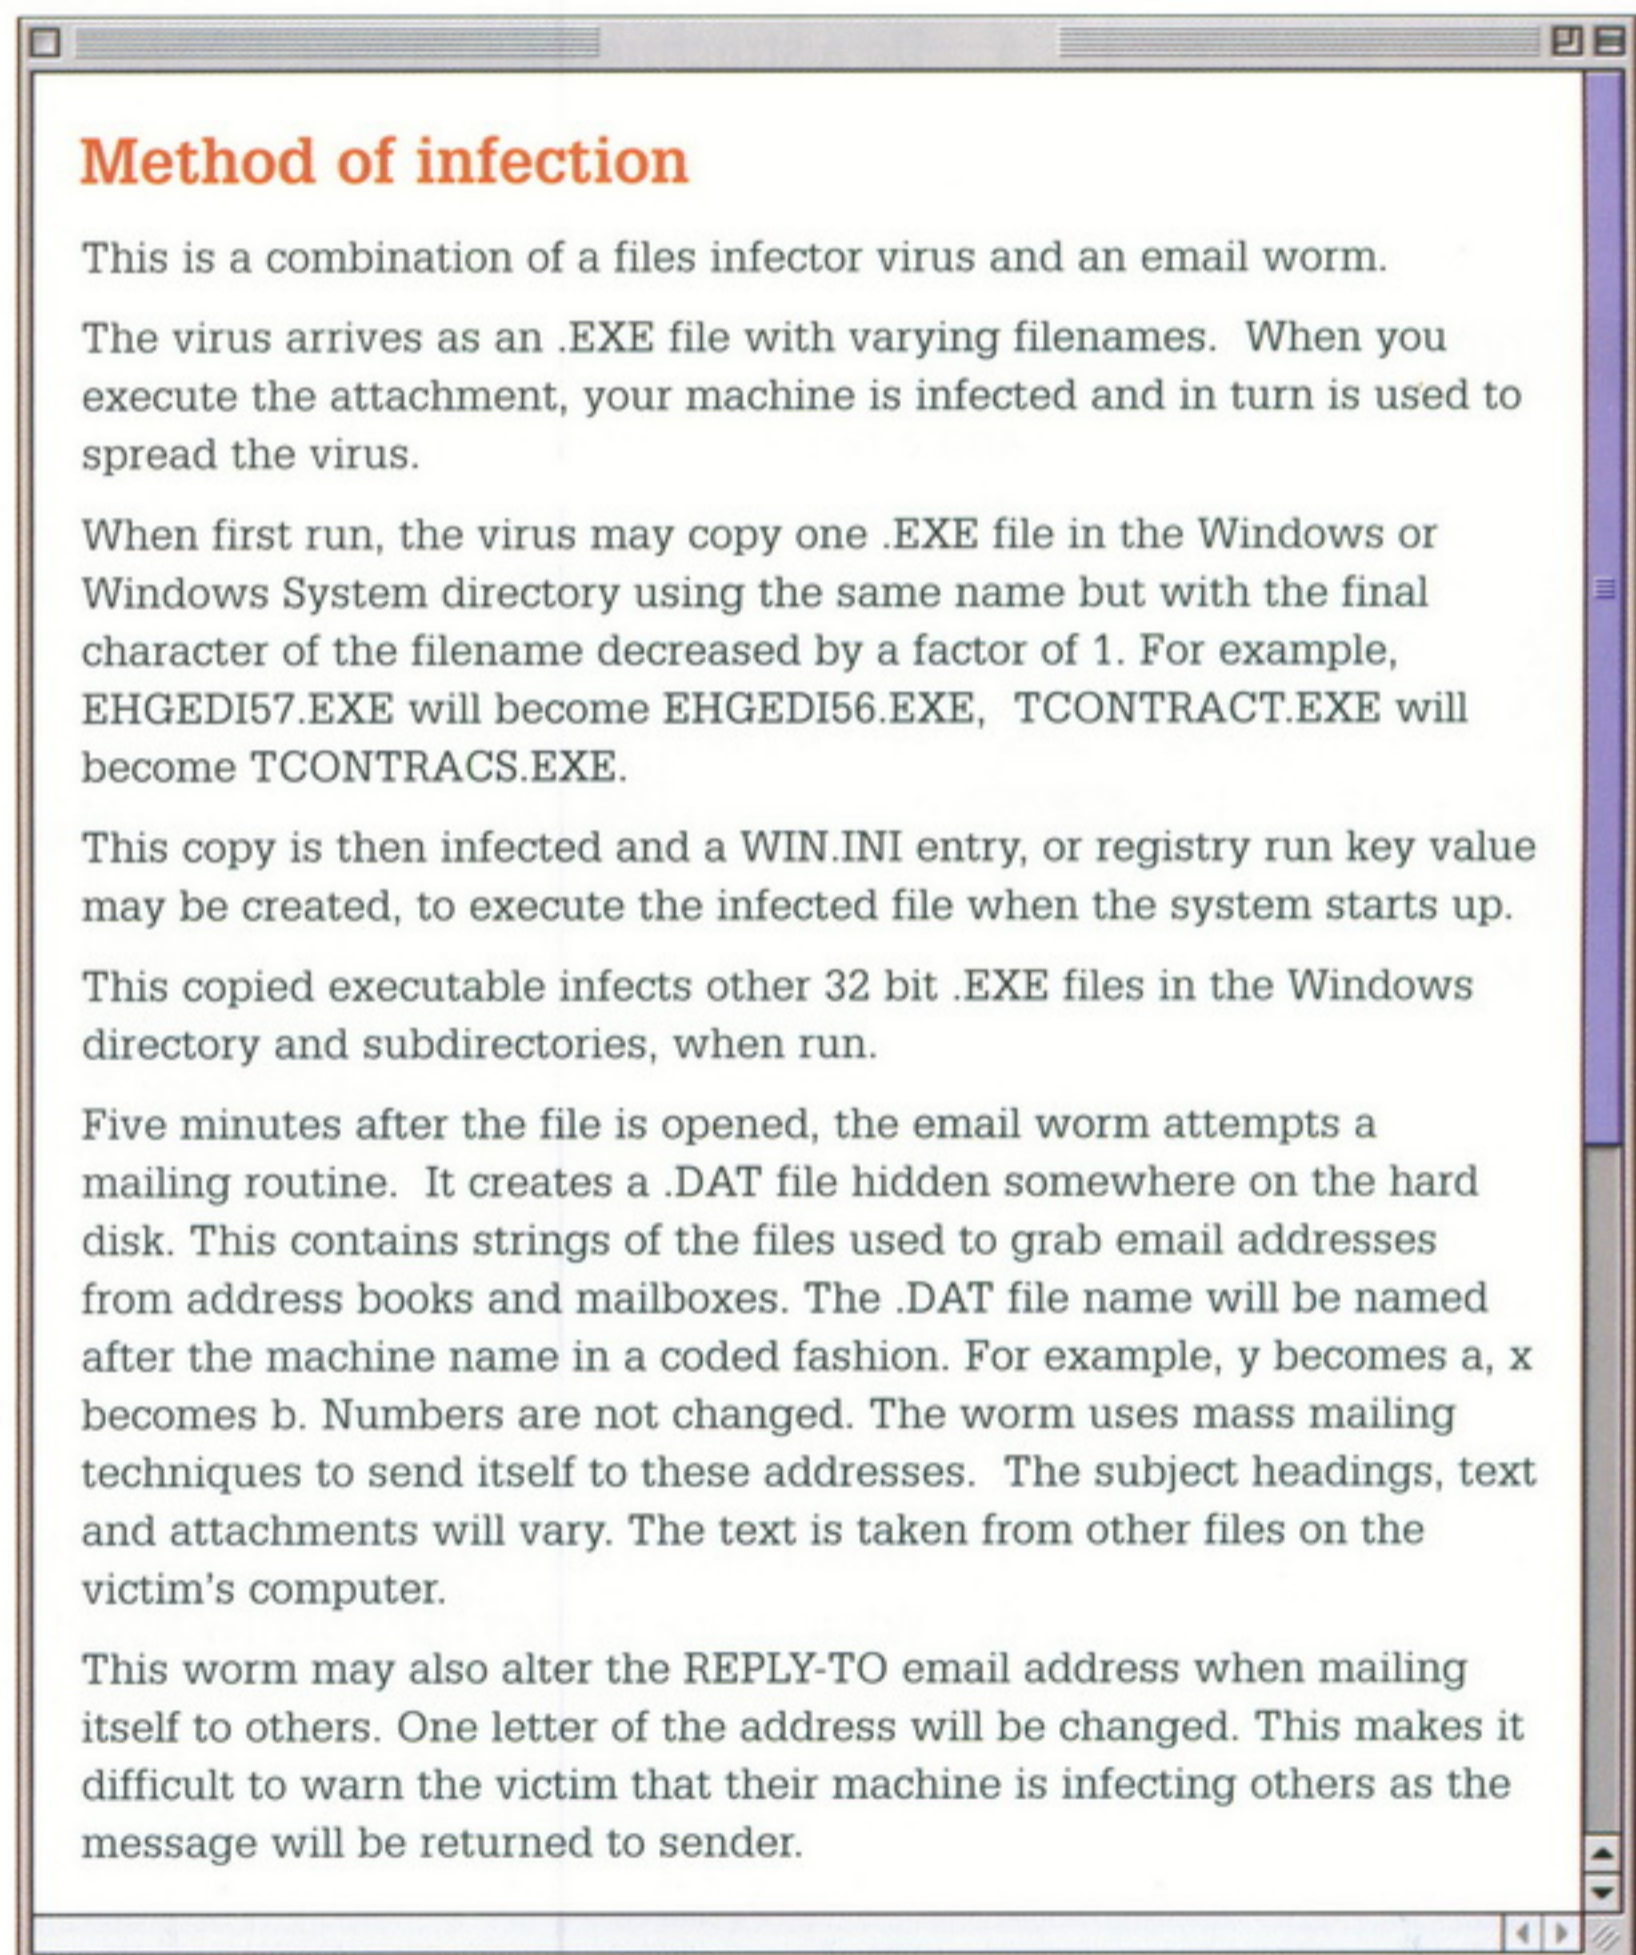 Method of infection
This is a combination of a files infector virus and an email worm.
The virus arrives as an .EXE file with varying filenames.  When you
execute the attachment, your machine is infected and in turn is used to
spread the virus.
When first run, the virus may copy one .EXE file in the Windows or
Windows System directory using the same name but with the final
character of the filename decreased by a factor of 1. For example,
EHGEDI57.EXE will become EHGEDI56.EXE,  TCONTRACT.EXE will
become TCONTRACS.EXE.
This copy is then infected and a WIN.INI entry, or registry run key value
may be created, to execute the infected file when the system starts up.
This copied executable infects other 32 bit .EXE files in the Windows
directory and subdirectories, when run.
Five minutes after the file is opened, the email worm attempts a
mailing routine.  It creates a .DAT file hidden somewhere on the hard
disk. This contains strings of the files used to grab email addresses
from address books and mailboxes. The .DAT file name will be named
after the machine name in a coded fashion. For example, y becomes a, x
becomes b. Numbers are not changed. The worm uses mass mailing
techniques to send itself to these addresses.  The subject headings, text
and attachments will vary. The text is taken from other files on the
victim's computer.
This worm may also alter the REPLY-TO email address when mailing
itself to others. One letter of the address will be changed. This makes it
difficult to warn the victim that their machine is infecting others as the
message will be returned to sender.